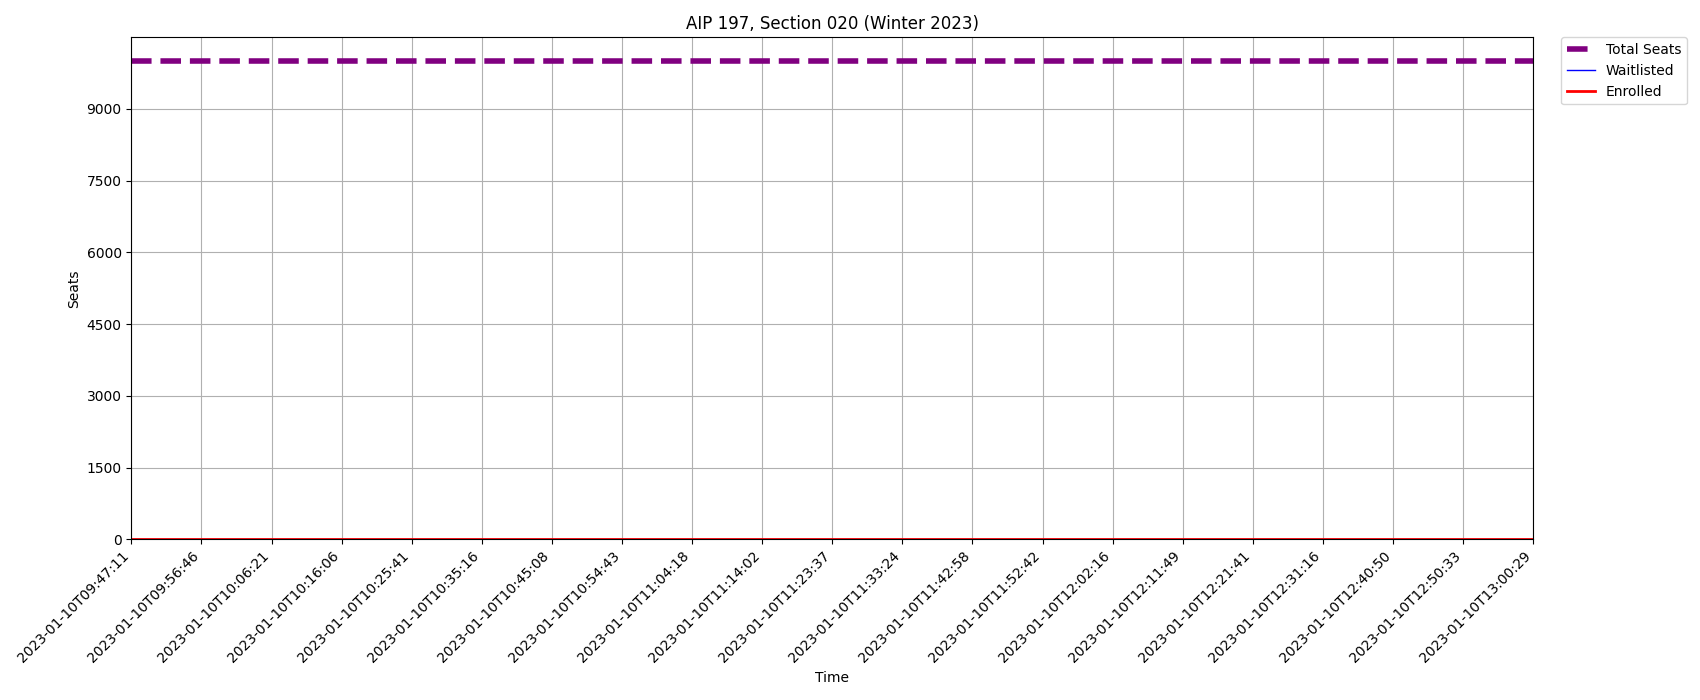 AIP 197, Section 020 (Winter 2023)
Total Seats
Waitlisted
Enrolled
9000
7500
6000
4500
3000
1500
0
Seats
2023-01-10T09:47:11
2023-01-10T09:56:46
2023-01-10T10:06:21
2023-01-10T10:16:06
2023-01-10T10:25:41
2023-01-10T10:35:16
2023-01-10T10:45:08
2023-01-10T10:54:43
2023-01-10T11:04:18
2023-01-10T11:14:02
2023-01-10T11:23:37
2023-01-10T11:33:24
2023-01-10T11:42:58
2023-01-10T11:52:42
2023-01-10T12:02:16
2023-01-10T12:11:49
2023-01-10T12:21:41
2023-01-10T12:31:16
2023-01-10T12:40:50
2023-01-10T12:50:33
2023-01-10T13:00:29
Time